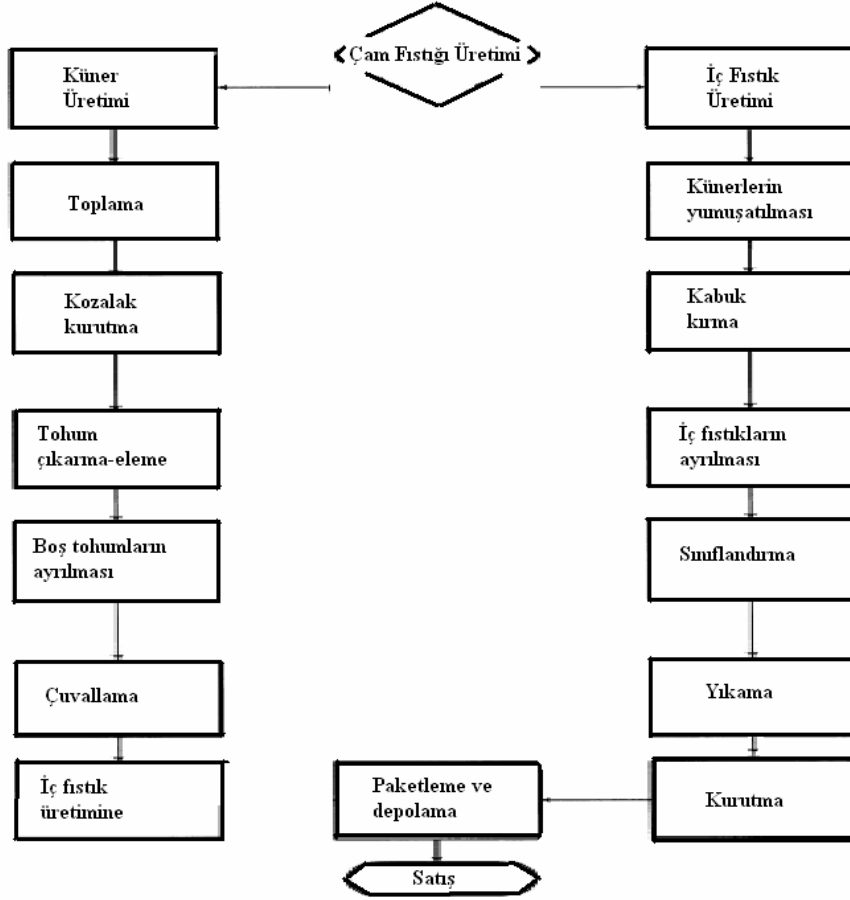 Çam Fıstığı Üretimi
Küner
Üretimi
Toplama
Kozalak
kurutma
Tohum
çıkarma-eleme
Boş tohumların
ayrılması
Çuvallama
İç fıstık
üretimine
İç Fıstık
Üretimi
Künerlerin
yumuşatılması
Kabuk
kırma
İç fıstıkların
ayrılması
Sınıflandırma
Yıkama
Kurutma
Paketleme ve
depolama
Satış